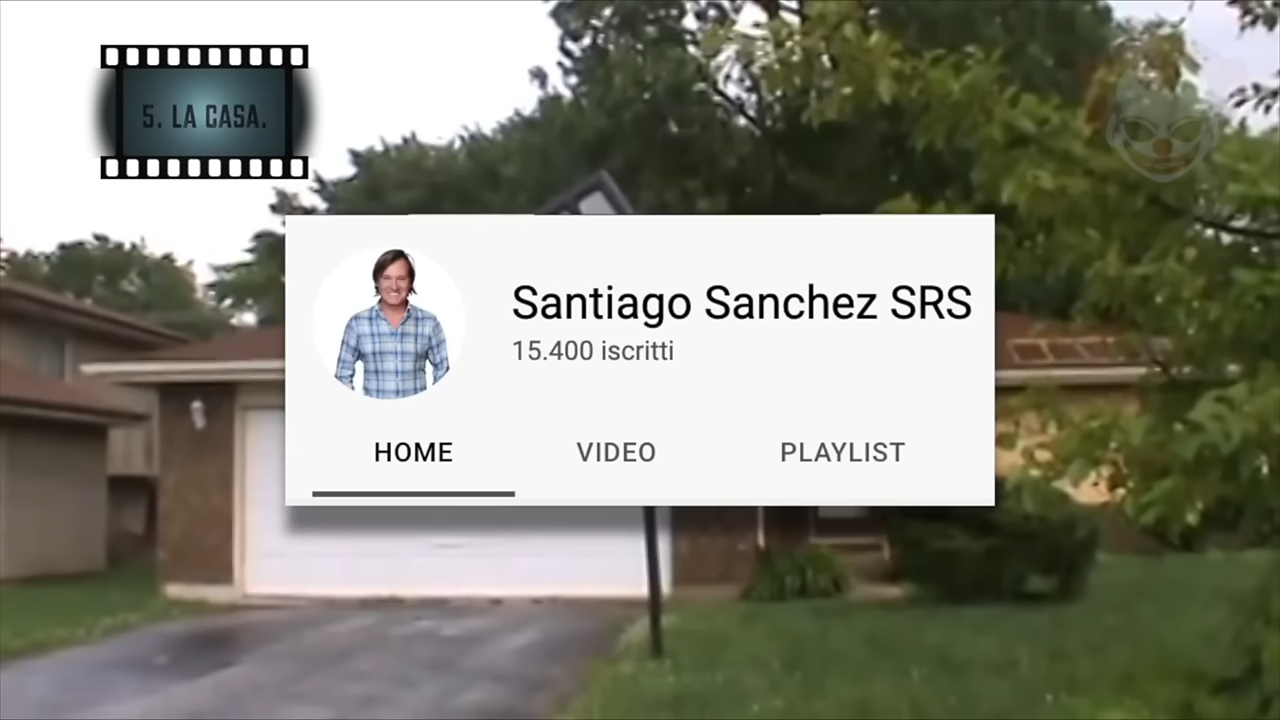 5. LA CASA.
Santiago Sanchez SRS
15.400 iscritti
HOME VIDEO PLAYLIST